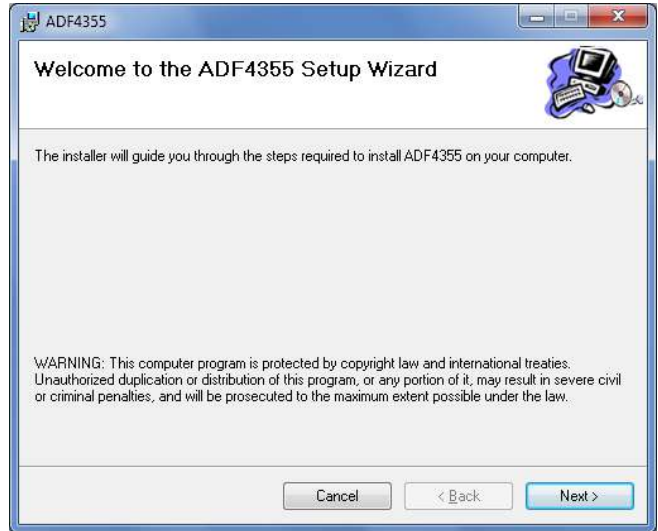 ADF4355
Welcome to the ADF4355 Setup Wizard
The installer will guide you through the steps required to install ADF4355 on your computer.
WARNING: This computer program is protected by copyright law and international treaties.
Unauthorized duplication or distribution of this program, or any portion of it, may result in severe civil
or criminal penalties, and will be prosecuted to the maximum extent possible under the law.
Cancel < Back Next >